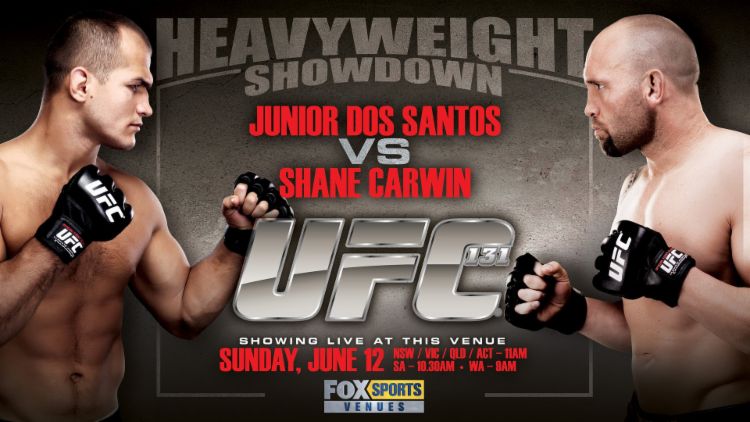 HEAVYWEIGHT
SHOWDOWN
JUNIOR DOS SANTOS
VS
SHANE CARWIN
UFC 131
SHOWING LIVE AT THIS VENUE
SUNDAY, JUNE 12
NSW / VIC / QLD / ACT – 11AM
SA – 10.30AM • WA – 9AM
FOX SPORTS
VENUES
UFC
UFC
UFC